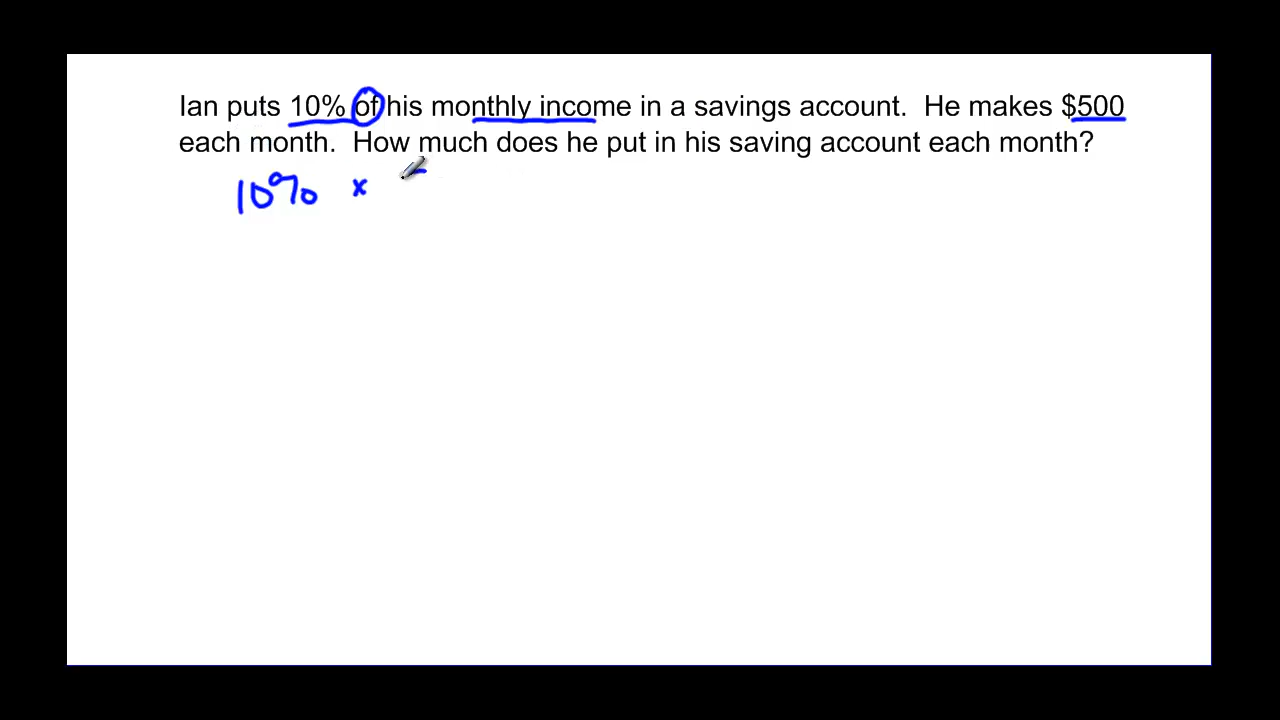 Ian puts 10% of his monthly income in a savings account. He makes $500
each month. How much does he put in his saving account each month?
10% x